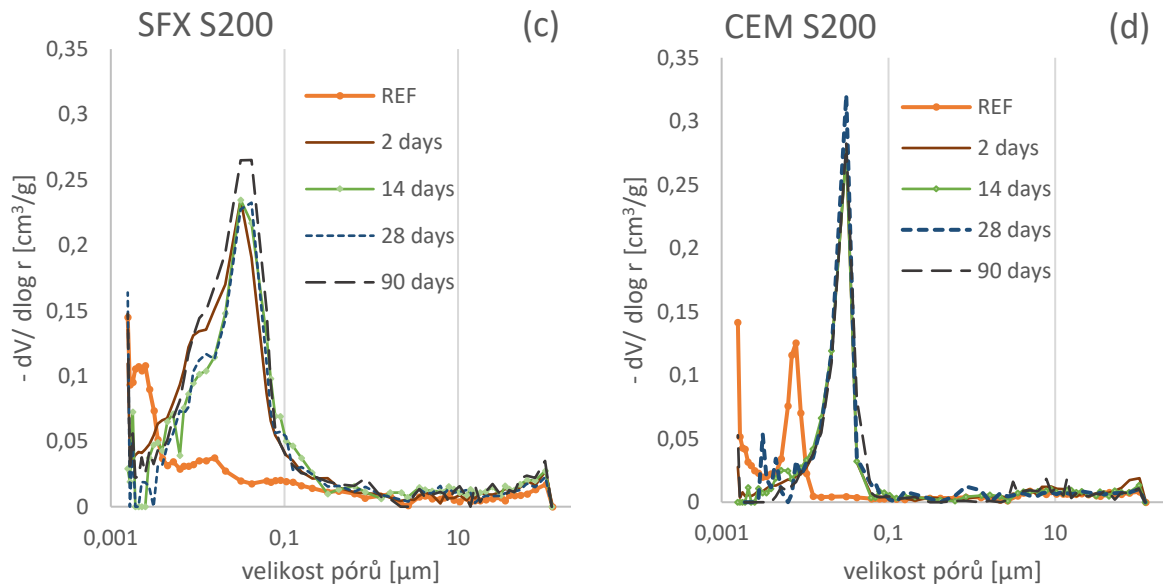 SFX S200
(c)
0,35
0,3
0,25
0,2
0,15
0,1
0,05
0
- dV/ dlog r [cm³/g]
REF
2 days
14 days
28 days
90 days
0,001
0,1
10
velikost pórů [µm]
CEM S200
(d)
0,35
0,3
0,25
0,2
0,15
0,1
0,05
0
- dV/ dlog r [cm³/g]
REF
2 days
14 days
28 days
90 days
0,001
0,1
10
velikost pórů [µm]